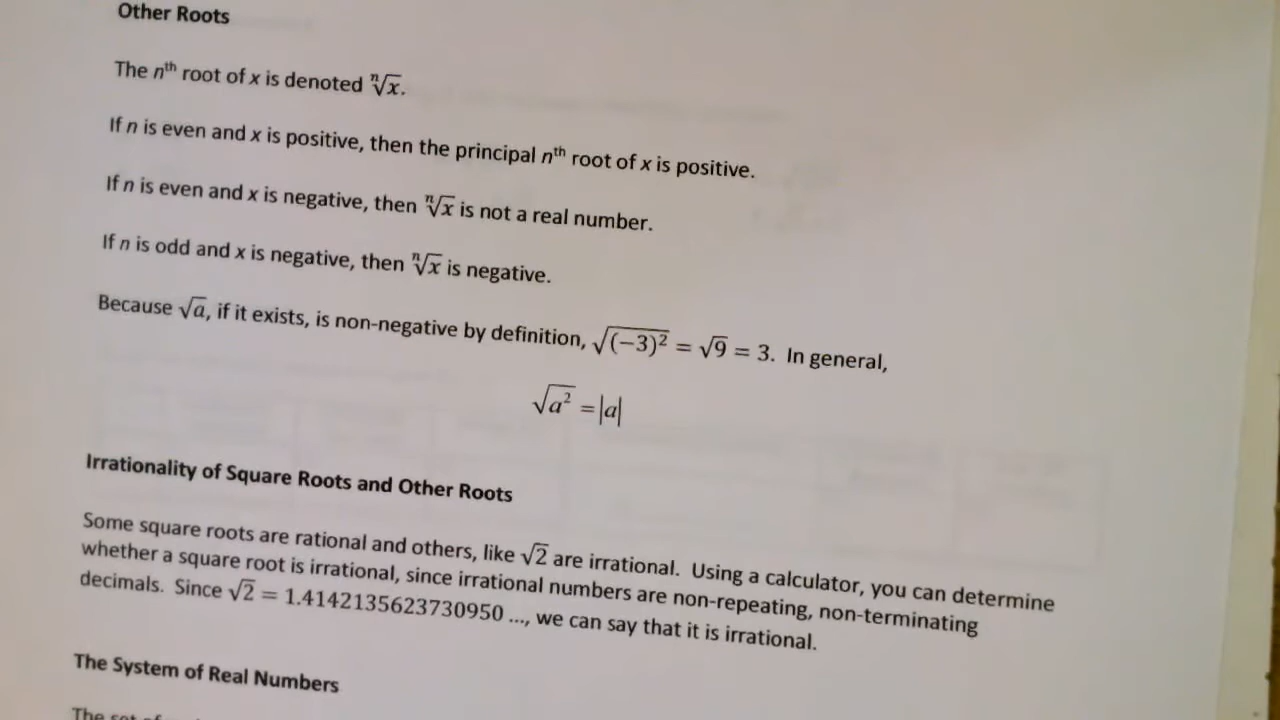 Other Roots
The nᵗʰ root of x is denoted ⁿ√x.
If n is even and x is positive, then the principal nᵗʰ root of x is positive.
If n is even and x is negative, then ⁿ√x is not a real number.
If n is odd and x is negative, then ⁿ√x is negative.
Because √a, if it exists, is non-negative by definition, √(−3)² = √9 = 3. In general,
√a² = |a|
Irrationality of Square Roots and Other Roots
Some square roots are rational and others, like √2 are irrational. Using a calculator, you can determine
whether a square root is irrational, since irrational numbers are non-repeating, non-terminating
decimals. Since √2 = 1.4142135623730950 ..., we can say that it is irrational.
The System of Real Numbers
The set of